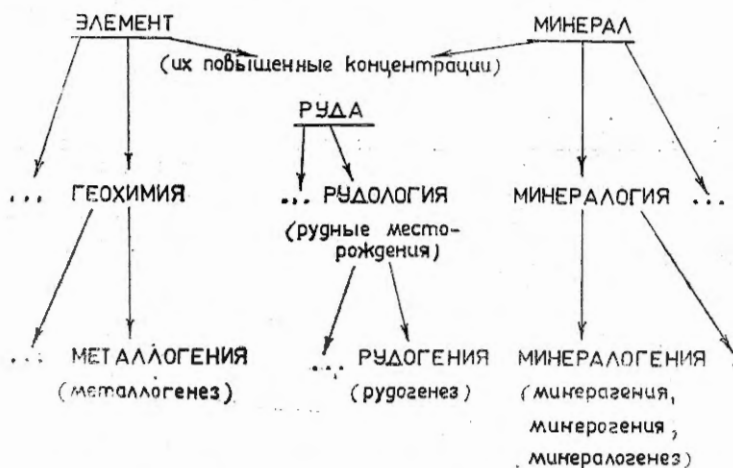 ЭЛЕМЕНТ МИНЕРАЛ
(их повышенные концентрации)
РУДА
... ГЕОХИМИЯ ... РУДОЛОГИЯ МИНЕРАЛОГИЯ ...
(рудные место-
рождения)
... МЕТАЛЛОГЕНИЯ ... РУДОГЕНИЯ МИНЕРАЛОГЕНИЯ
(металлогенез) (рудогенез) (минерагения,
минерогения,
минералогенез)